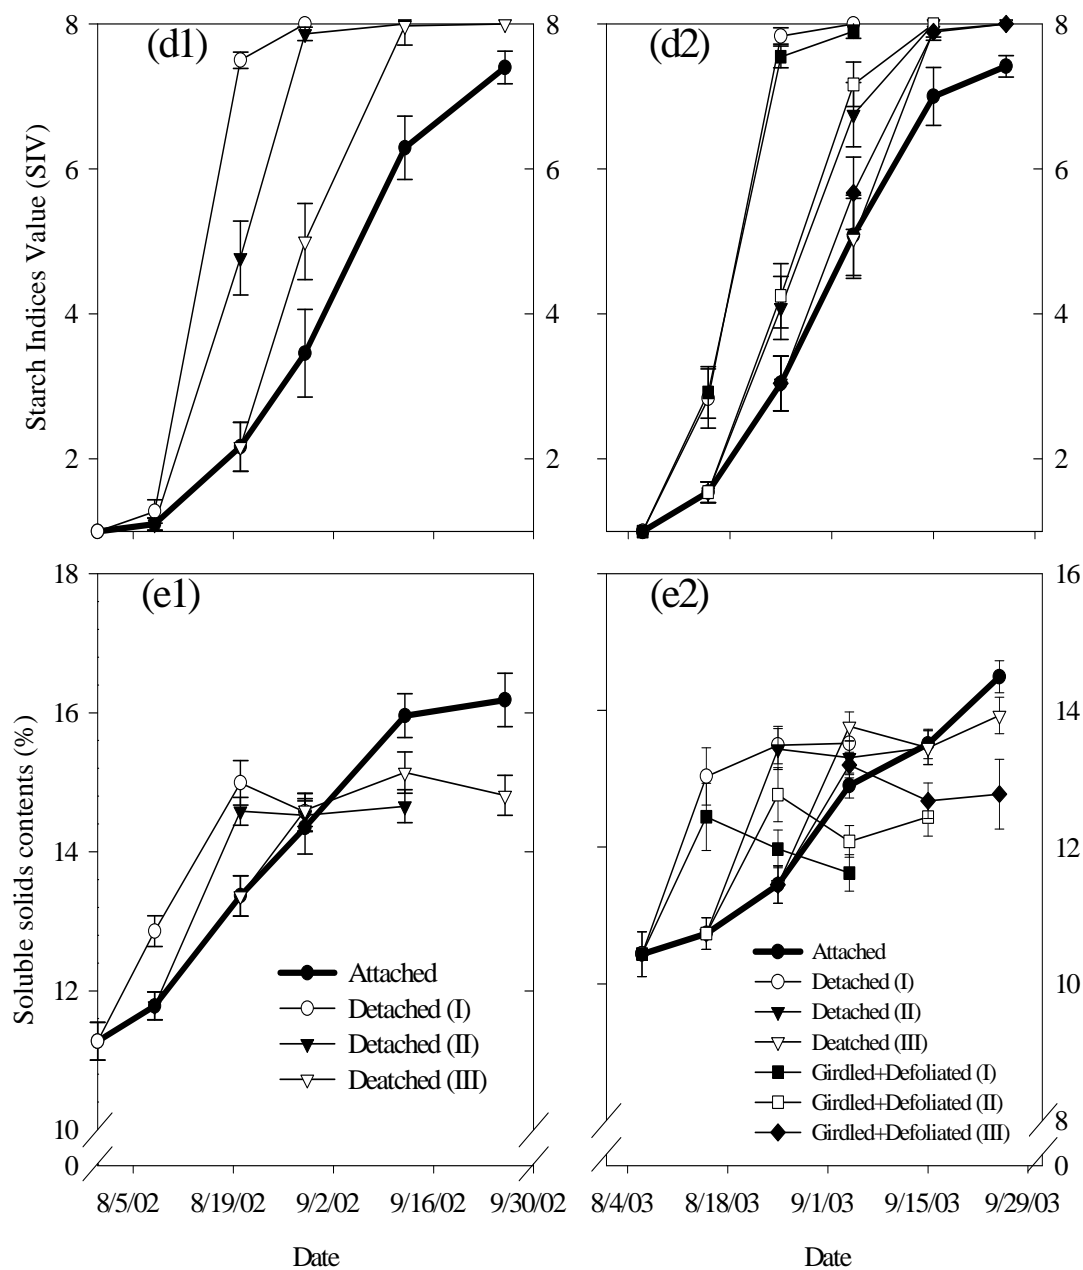 (d1)
(d2)
Starch Indices Value (SIV)
8
6
4
2
8
6
4
2
8
6
4
2
(e1)
(e2)
Soluble solids contents (%)
18
16
14
12
10
0
16
14
12
10
8
0
Attached
Detached (I)
Detached (II)
Deatched (III)
Attached
Detached (I)
Detached (II)
Deatched (III)
Girdled+Defoliated (I)
Girdled+Defoliated (II)
Girdled+Defoliated (III)
8/5/02 8/19/02 9/2/02 9/16/02 9/30/02
8/4/03 8/18/03 9/1/03 9/15/03 9/29/03
Date
Date